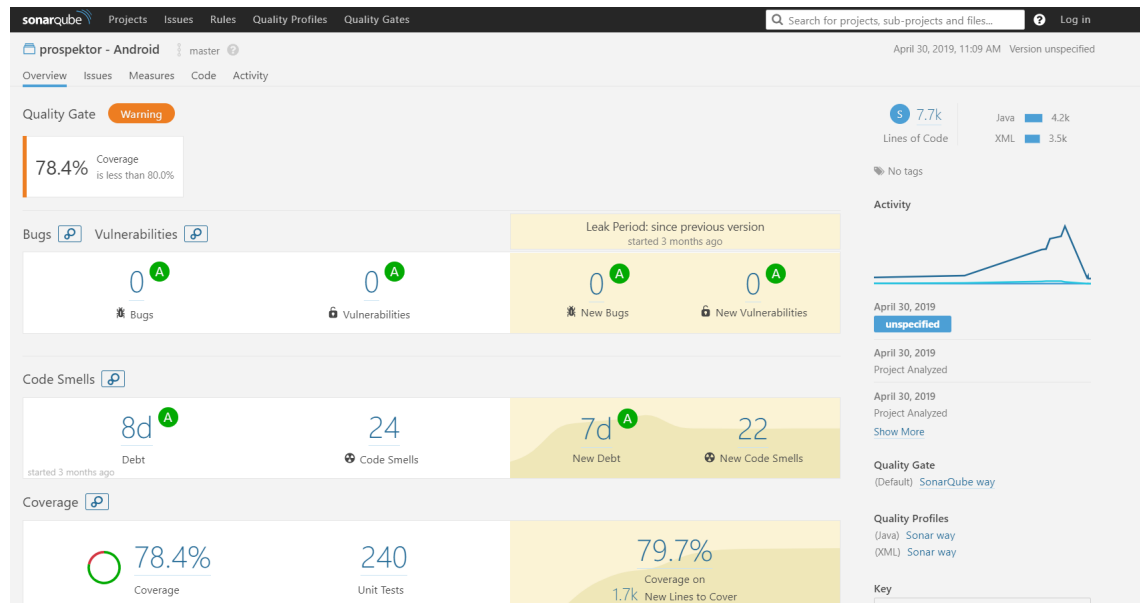 sonarqube Projects Issues Rules Quality Profiles Quality Gates Search for projects, sub-projects and files... ? Log in
prospektor - Android master ? April 30, 2019, 11:09 AM Version unspecified
Overview Issues Measures Code Activity
Quality Gate Warning
78.4% Coverage
is less than 80.0%
S 7.7k
Lines of Code
Java 4.2k
XML 3.5k
No tags
Activity
Bugs Vulnerabilities
Leak Period: since previous version
started 3 months ago
0 A
Bugs
0 A
Vulnerabilities
0 A
New Bugs
0 A
New Vulnerabilities
April 30, 2019
unspecified
April 30, 2019
Project Analyzed
April 30, 2019
Project Analyzed
Show More
Code Smells
8d A
Debt
started 3 months ago
24
Code Smells
7d A
New Debt
22
New Code Smells
Quality Gate
(Default) SonarQube way
Coverage
78.4%
Coverage
240
Unit Tests
79.7%
Coverage on
1.7k New Lines to Cover
Quality Profiles
(Java) Sonar way
(XML) Sonar way
Key